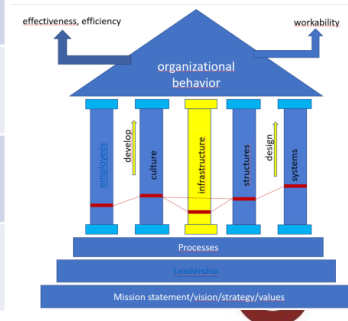 effectiveness, efficiency
workability
organizational
behavior
employees
develop
culture
infrastructure
structures
design
systems
Processes
Leadership
Mission statement/vision/strategy/values